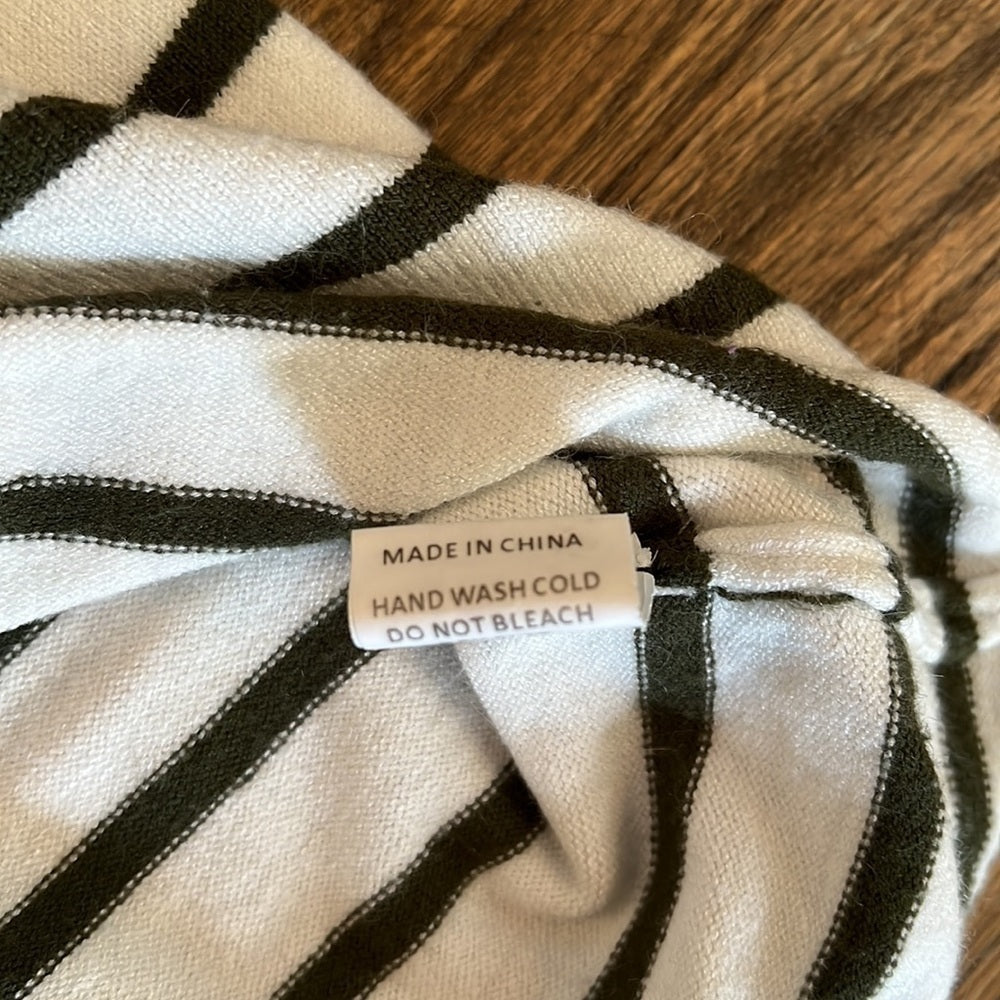 MADE IN CHINA
HAND WASH COLD
DO NOT BLEACH